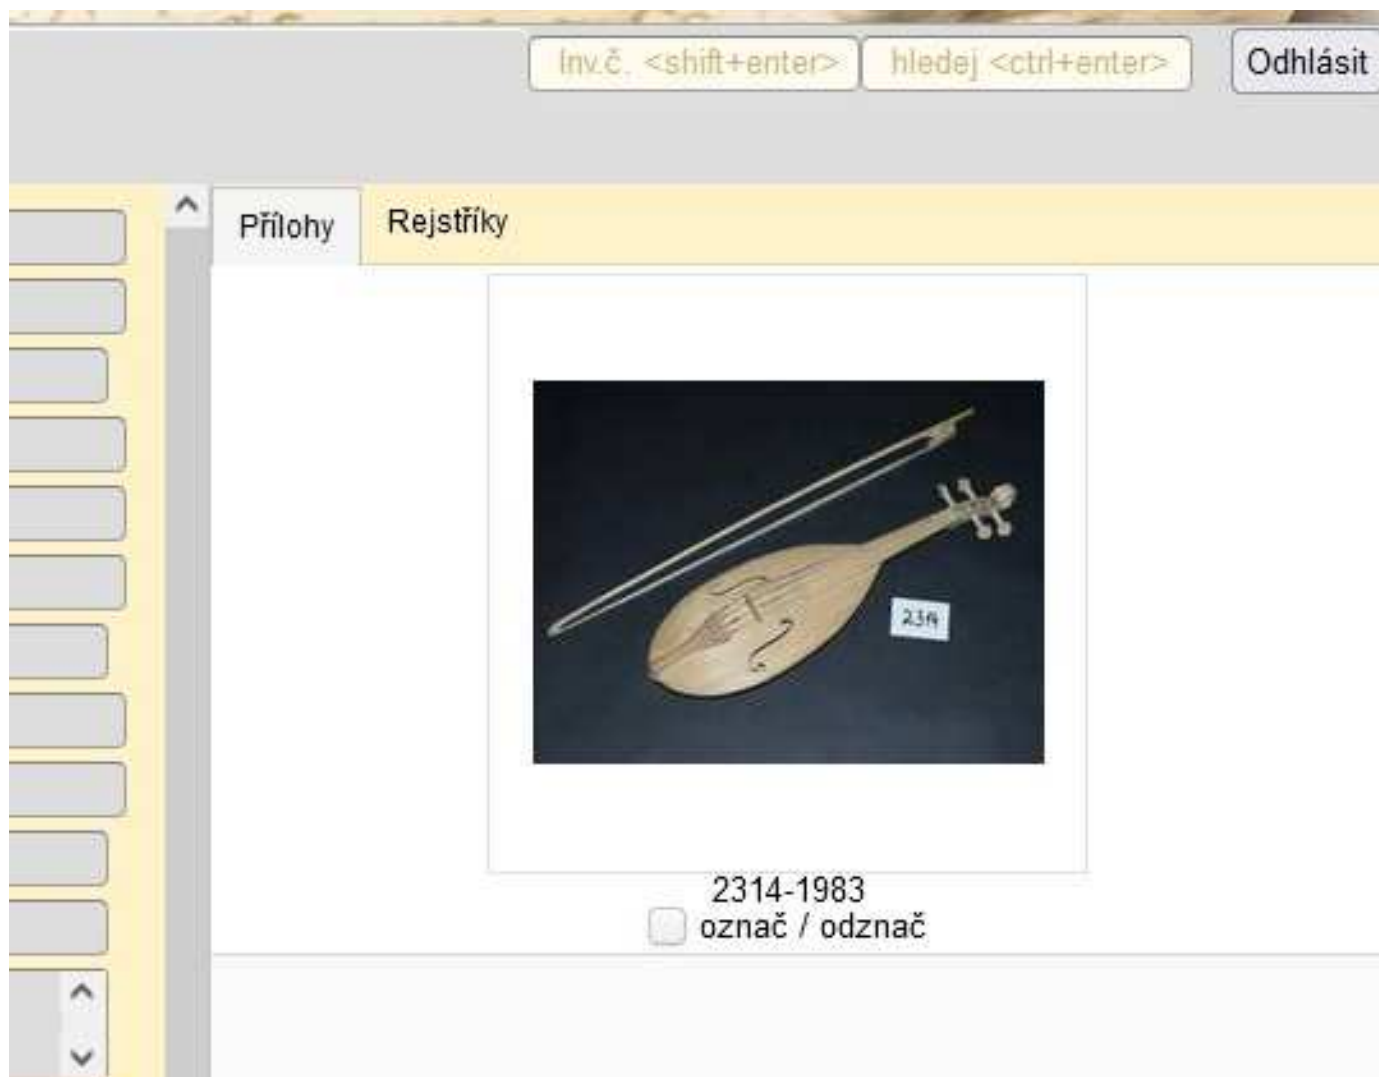 Inv.č. <shift+enter> hledej <ctrl+enter> Odhlásit
Přílohy Rejstříky
2314
2314-1983
označ / odznač